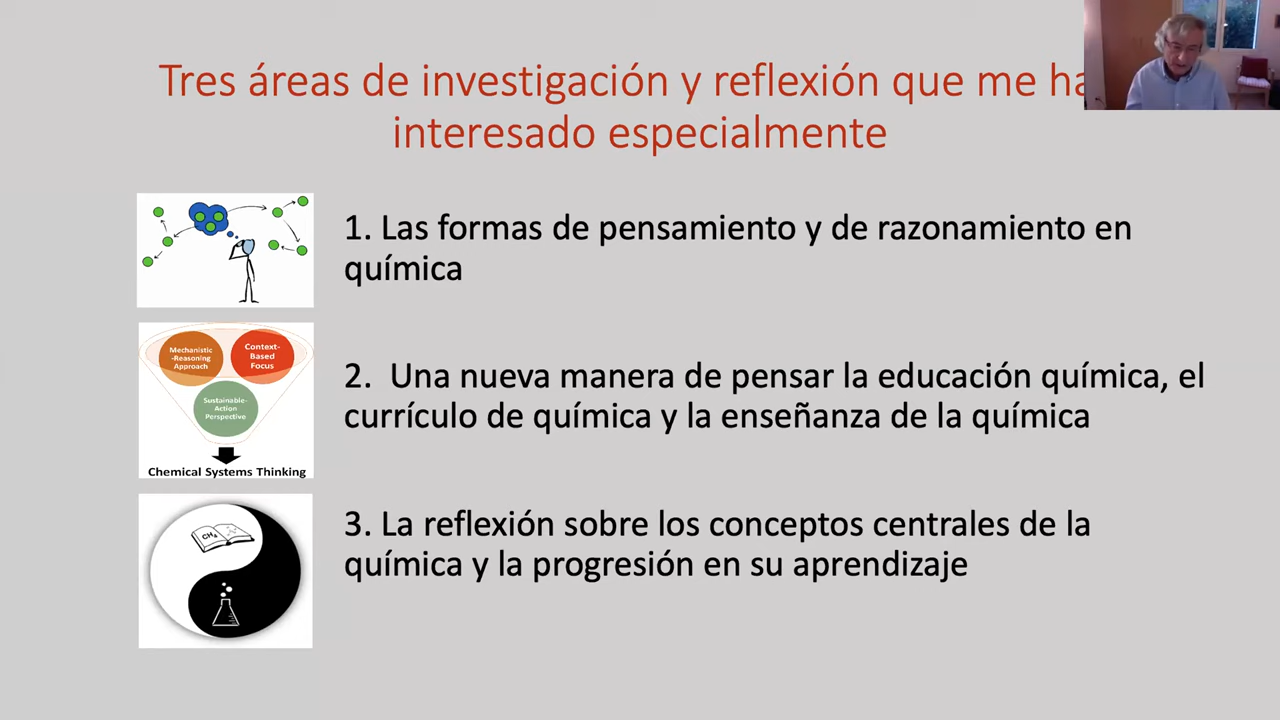 Tres áreas de investigación y reflexión que me
interesado especialmente
1. Las formas de pensamiento y de razonamiento en
química
Mechanistic
-Reasoning
Approach
Context-
Based
Focus
Sustainable-
Action
Perspective
Chemical Systems Thinking
2. Una nueva manera de pensar la educación química, el
currículo de química y la enseñanza de la química
CH₄
3. La reflexión sobre los conceptos centrales de la
química y la progresión en su aprendizaje